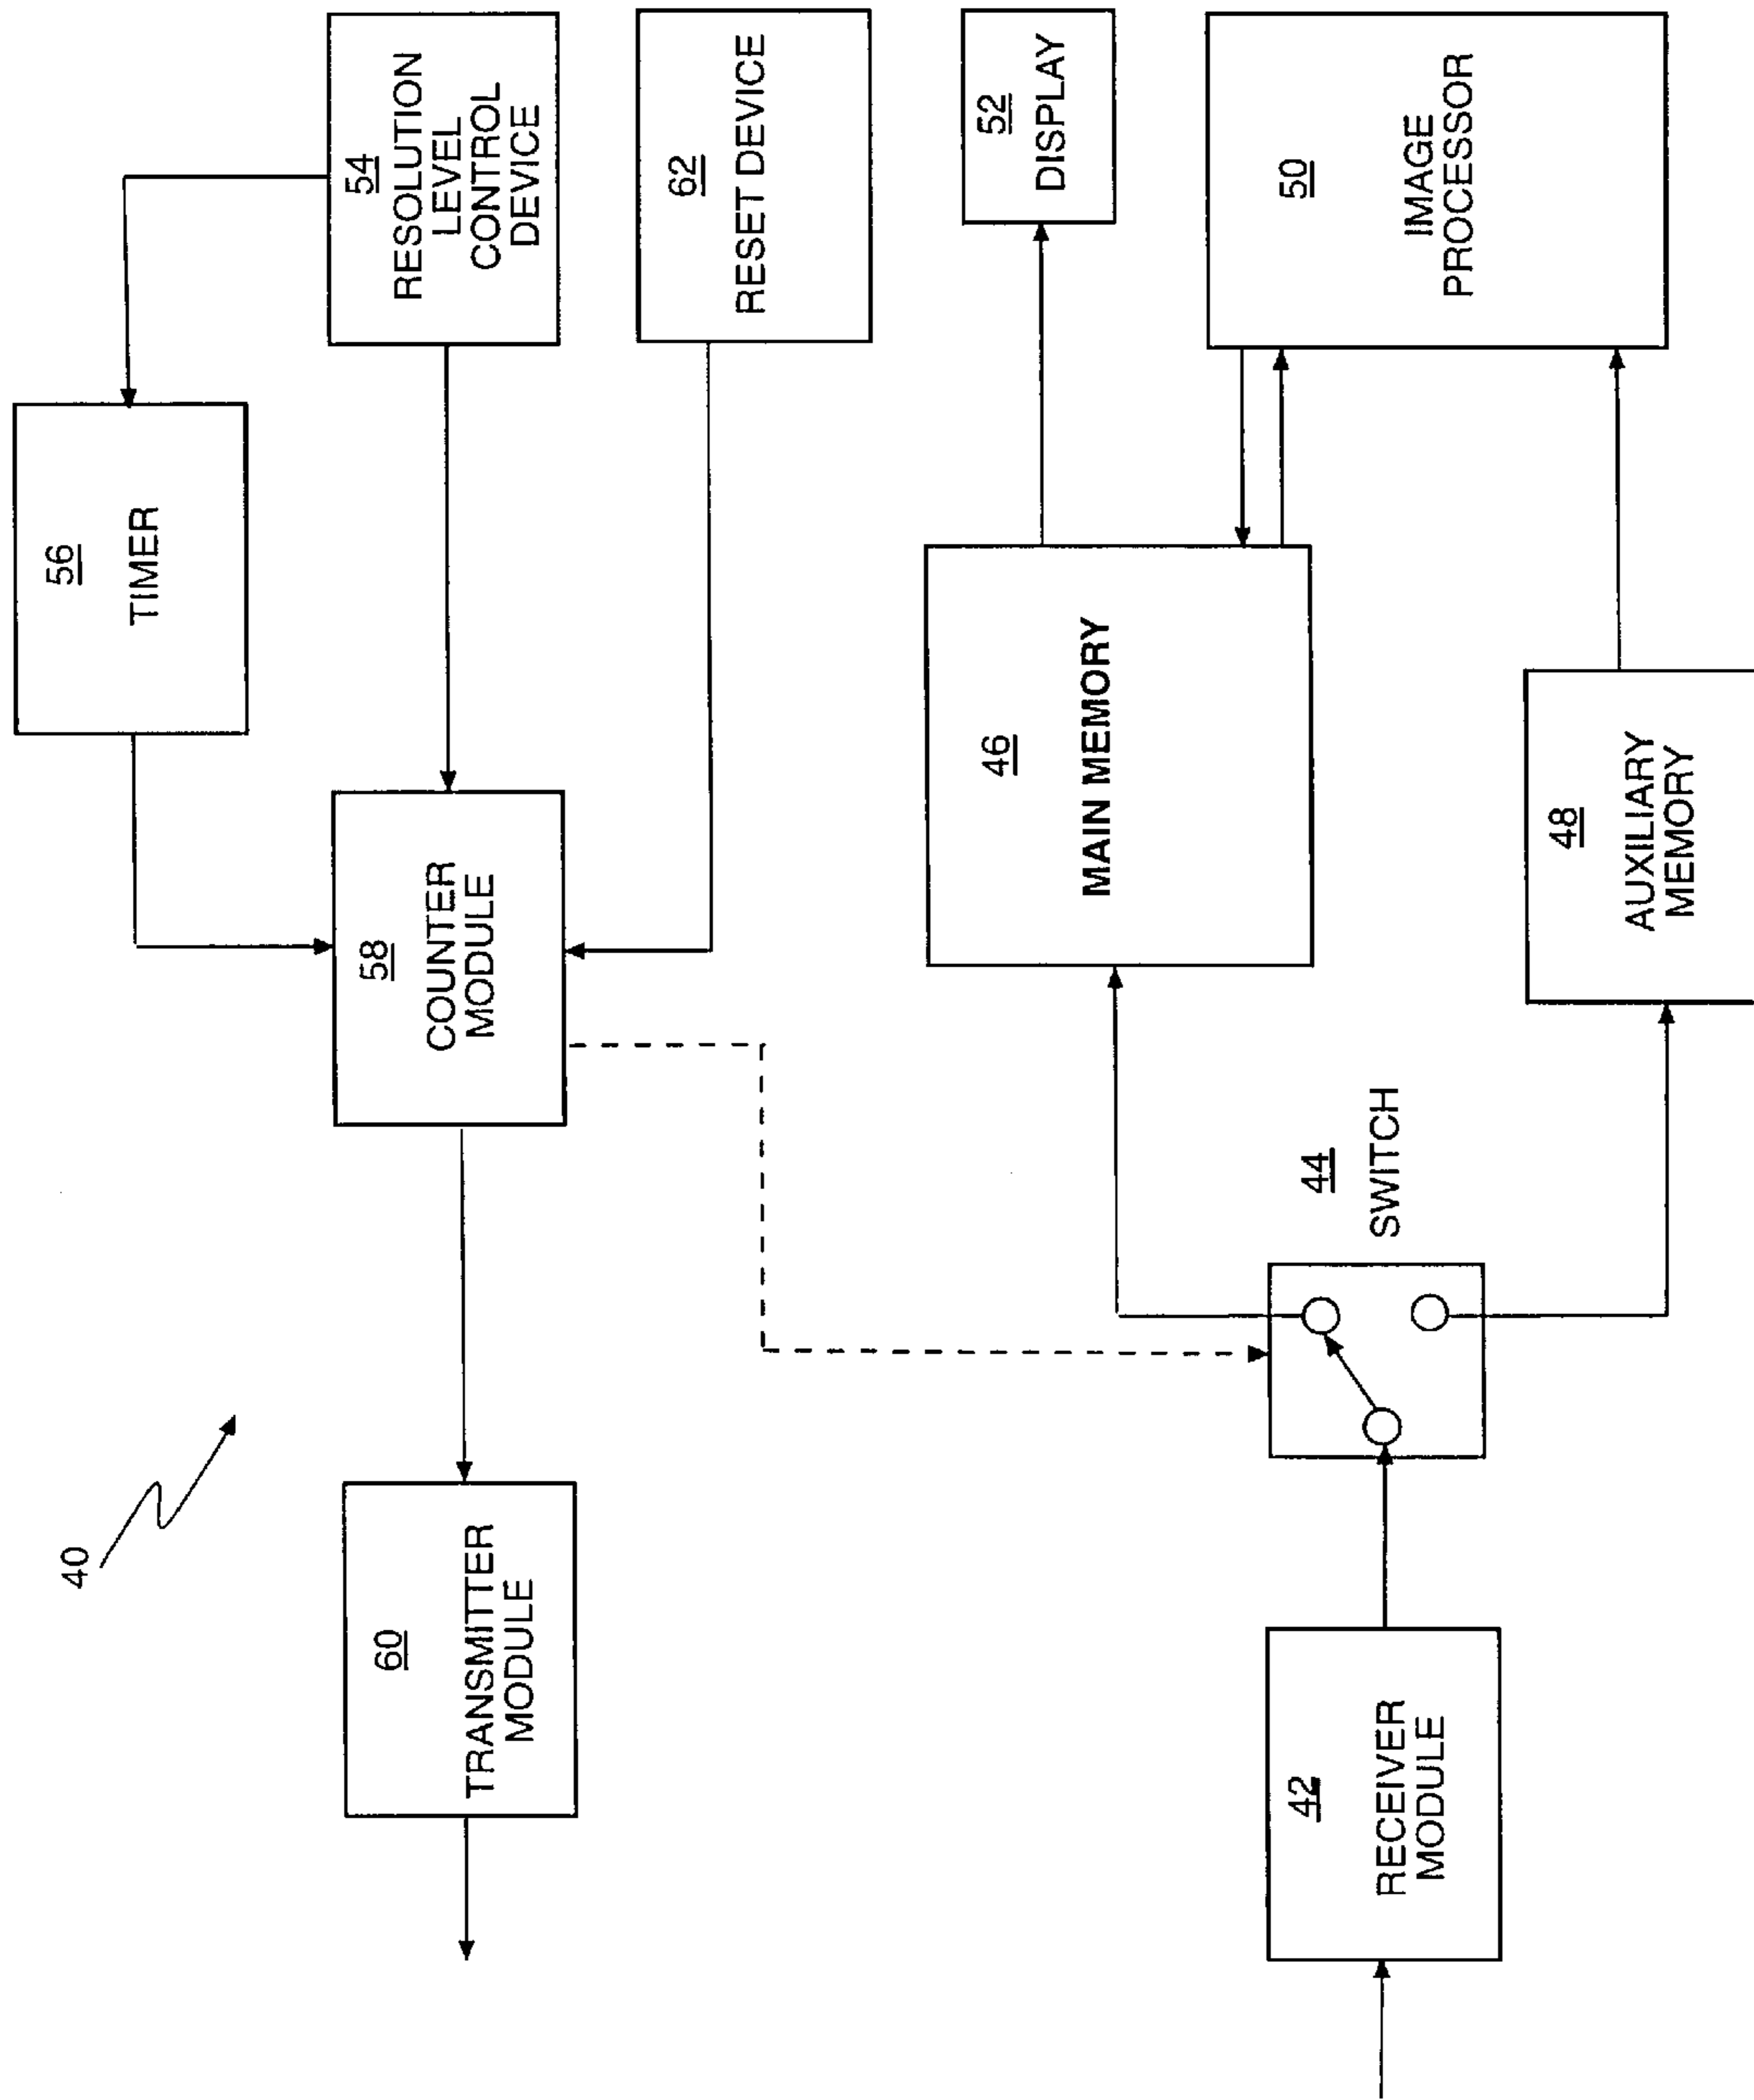 40
60
TRANSMITTER
MODULE
58
COUNTER
MODULE
56
TIMER
54
RESOLUTION
LEVEL
CONTROL
DEVICE
62
RESET DEVICE
42
RECEIVER
MODULE
44
SWITCH
46
MAIN MEMORY
48
AUXILIARY
MEMORY
52
DISPLAY
50
IMAGE
PROCESSOR